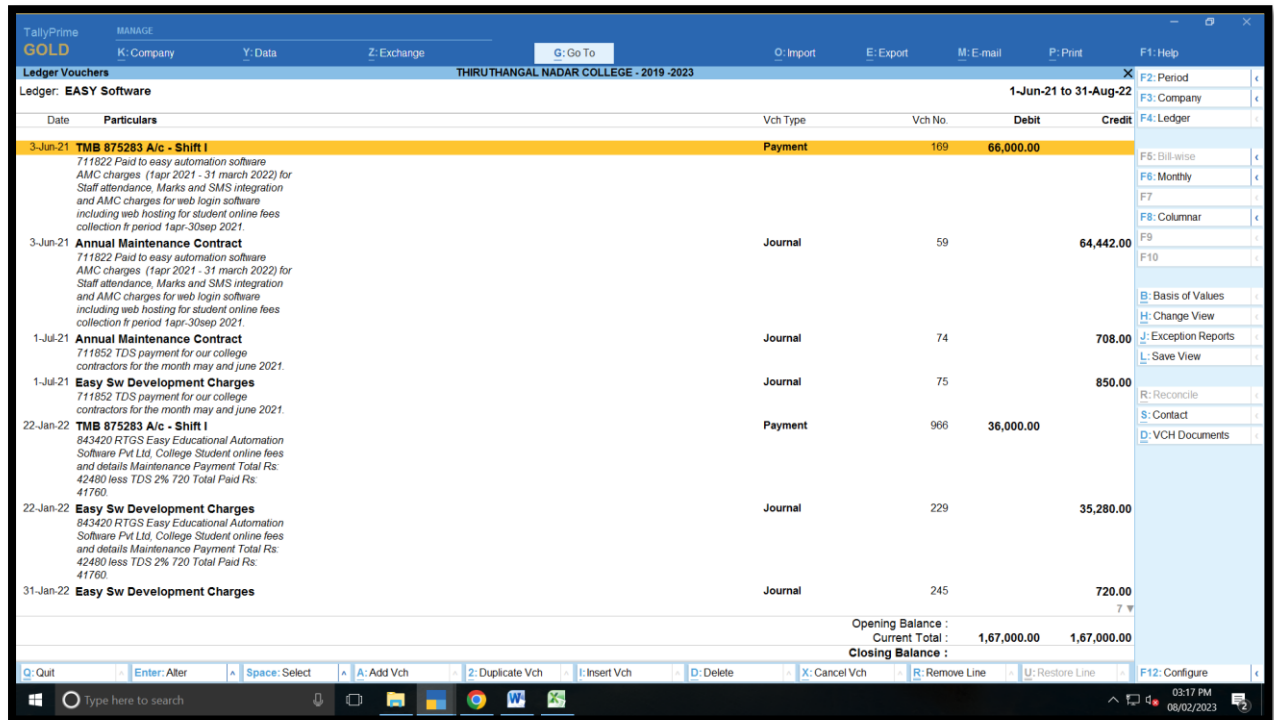 TallyPrime
GOLD
MANAGE
K: Company Y: Data Z: Exchange G: Go To O: Import E: Export M: E-mail P: Print F1: Help
Ledger Vouchers THIRUTHANGAL NADAR COLLEGE - 2019 -2023
Ledger: EASY Software 1-Jun-21 to 31-Aug-22
Date Particulars Vch Type Vch No. Debit Credit
3-Jun-21 TMB 875283 A/c - Shift I Payment 169 66,000.00
711822 Paid to easy automation software
AMC charges (1apr 2021 - 31 march 2022) for
Staff attendance, Marks and SMS integration
and AMC charges for web login software
including web hosting for student online fees
collection fr period 1apr-30sep 2021.
3-Jun-21 Annual Maintenance Contract Journal 59 64,442.00
711822 Paid to easy automation software
AMC charges (1apr 2021 - 31 march 2022) for
Staff attendance, Marks and SMS integration
and AMC charges for web login software
including web hosting for student online fees
collection fr period 1apr-30sep 2021.
1-Jul-21 Annual Maintenance Contract Journal 74 708.00
711852 TDS payment for our college
contractors for the month may and june 2021.
1-Jul-21 Easy Sw Development Charges Journal 75 850.00
711852 TDS payment for our college
contractors for the month may and june 2021.
22-Jan-22 TMB 875283 A/c - Shift I Payment 966 36,000.00
843420 RTGS Easy Educational Automation
Software Pvt Ltd, College Student online fees
and details Maintenance Payment Total Rs:
42480 less TDS 2% 720 Total Paid Rs:
41760.
22-Jan-22 Easy Sw Development Charges Journal 229 35,280.00
843420 RTGS Easy Educational Automation
Software Pvt Ltd, College Student online fees
and details Maintenance Payment Total Rs:
42480 less TDS 2% 720 Total Paid Rs:
41760.
31-Jan-22 Easy Sw Development Charges Journal 245 720.00
7
Opening Balance :
Current Total : 1,67,000.00 1,67,000.00
Closing Balance :
F2: Period
F3: Company
F4: Ledger
F5: Bill-wise
F6: Monthly
F7
F8: Columnar
F9
F10
B: Basis of Values
H: Change View
J: Exception Reports
L: Save View
R: Reconcile
S: Contact
D: VCH Documents
Q: Quit Enter: Alter Space: Select A: Add Vch 2: Duplicate Vch I: Insert Vch D: Delete X: Cancel Vch R: Remove Line U: Restore Line F12: Configure
Type here to search
03:17 PM
08/02/2023
2